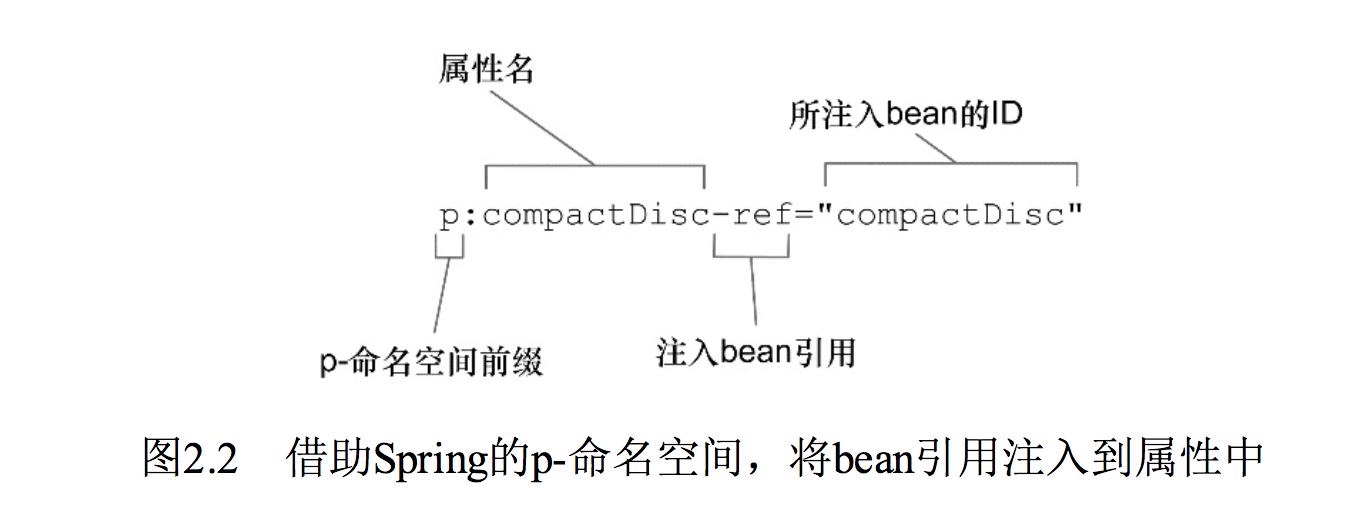 属性名
所注入bean的ID
p:compactDisc-ref="compactDisc"
p-命名空间前缀
注入bean引用
图2.2 借助Spring的p-命名空间，将bean引用注入到属性中